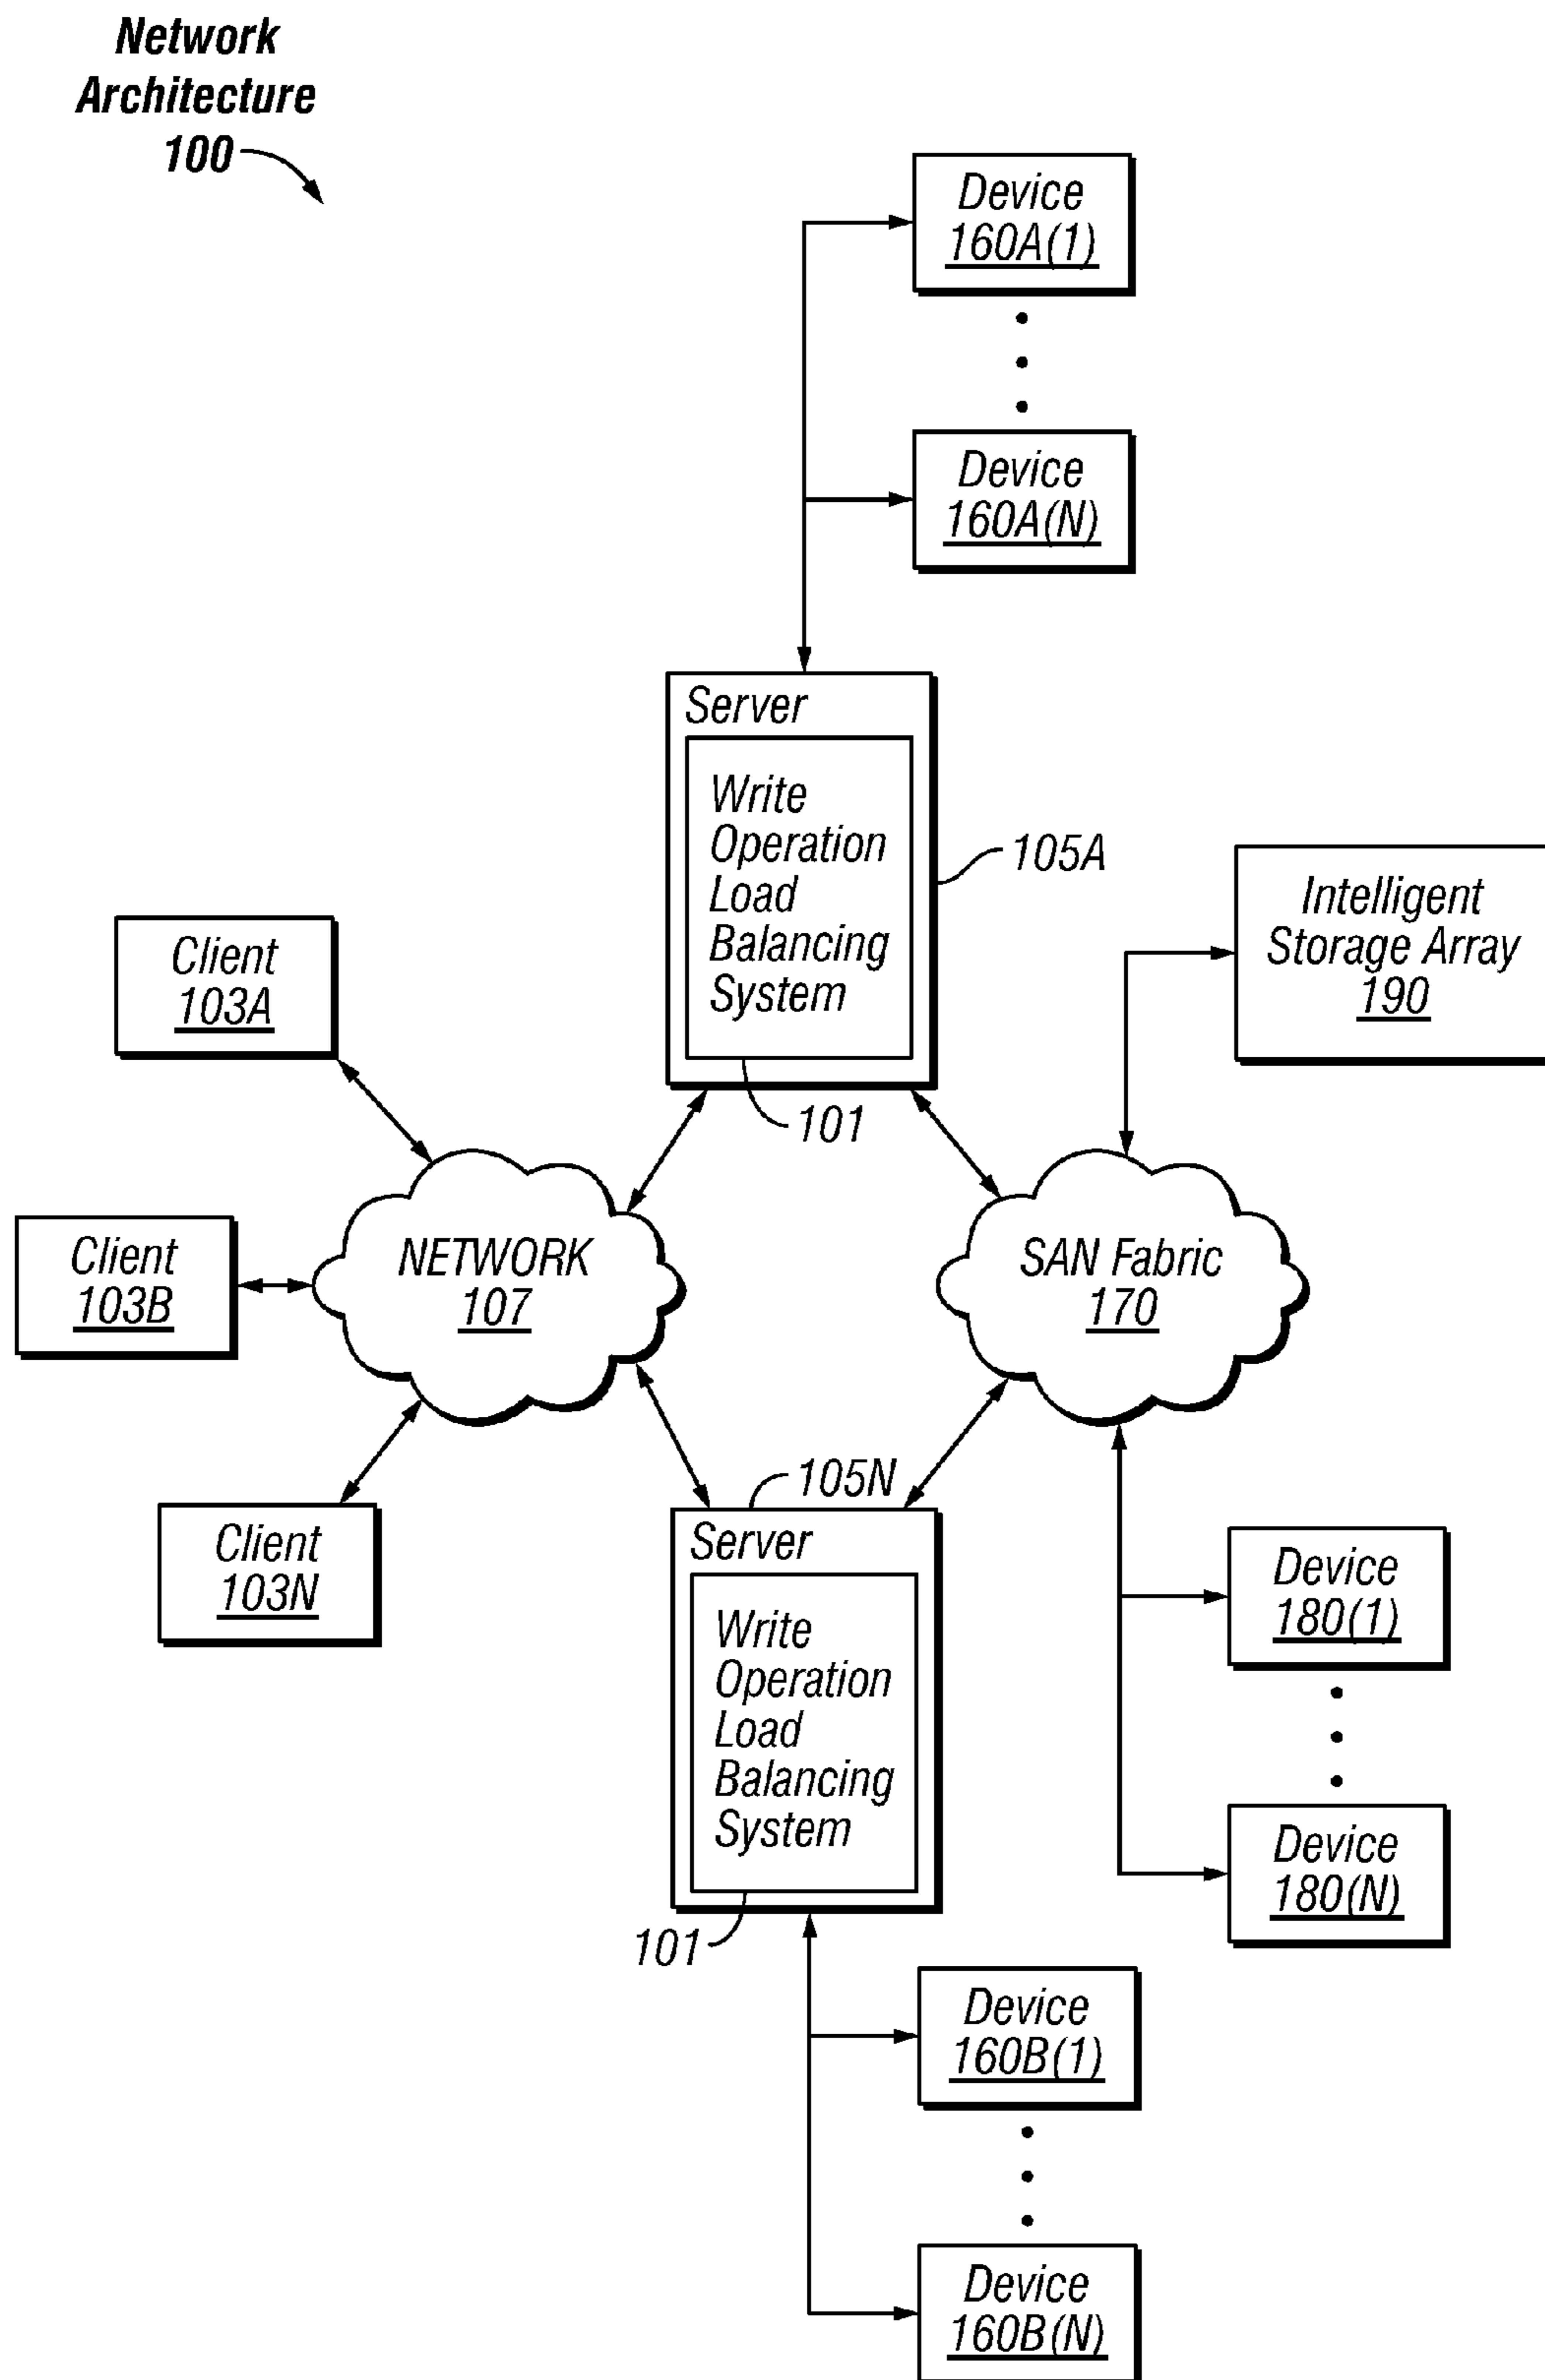 Network
Architecture
100
Device
160A(1)
Device
160A(N)
Server
Write
Operation
Load
Balancing
System
105A
101
Intelligent
Storage Array
190
Client
103A
Client
103B
Client
103N
NETWORK
107
SAN Fabric
170
105N
Server
Write
Operation
Load
Balancing
System
101
Device
180(1)
Device
180(N)
Device
160B(1)
Device
160B(N)